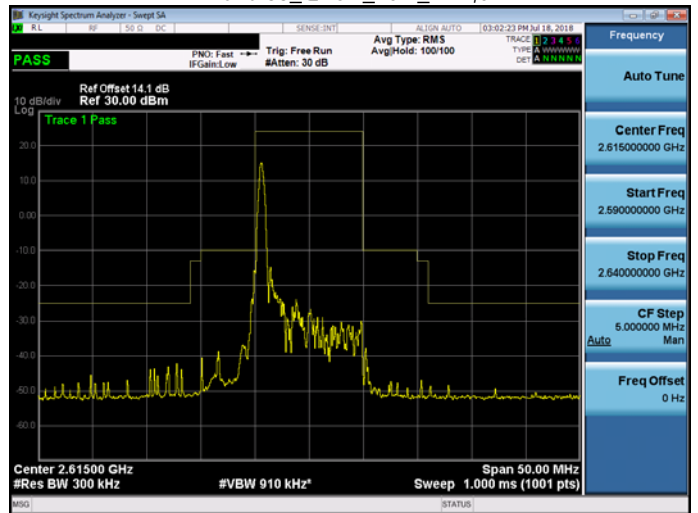 Keysight Spectrum Analyzer - Swept SA
RL RF 50 Ω DC SENSE:INT ALIGN AUTO 03:02:23 PM Jul 18, 2018
PASS
PNO: Fast
IFGain:Low
Trig: Free Run
#Atten: 30 dB
Avg Type: RMS
Avg|Hold: 100/100
TRACE 1 2 3 4 5 6
TYPE A WWWWW
DET A NNNNN
Ref Offset 14.1 dB
10 dB/div Ref 30.00 dBm
Log
Trace 1 Pass
20.0
10.0
0.00
-10.0
-20.0
-30.0
-40.0
-50.0
-60.0
Center 2.61500 GHz Span 50.00 MHz
#Res BW 300 kHz #VBW 910 kHz* Sweep 1.000 ms (1001 pts)
MSG STATUS
Frequency
Auto Tune
Center Freq
2.615000000 GHz
Start Freq
2.590000000 GHz
Stop Freq
2.640000000 GHz
CF Step
5.000000 MHz
Auto Man
Freq Offset
0 Hz